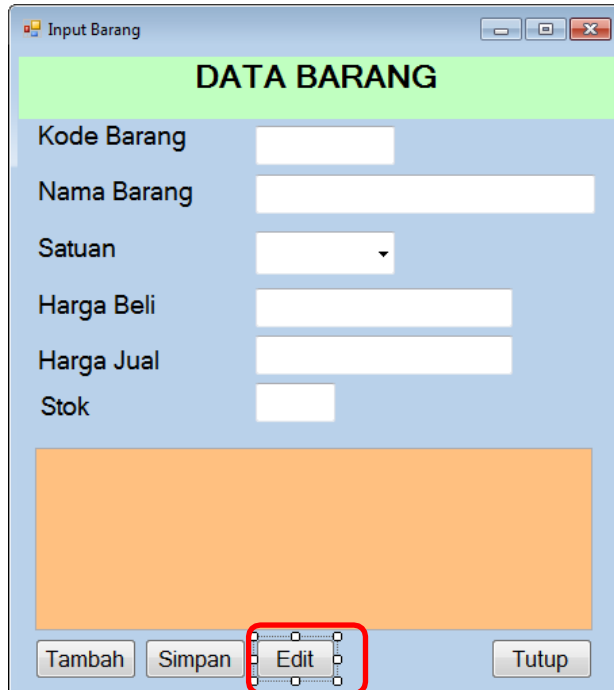 Input Barang
DATA BARANG
Kode Barang
Nama Barang
Satuan
Harga Beli
Harga Jual
Stok
Tambah Simpan Edit Tutup